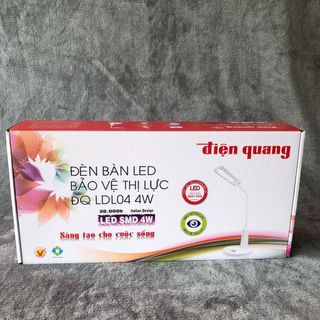 điện quang
ĐÈN BÀN LED
BẢO VỆ THỊ LỰC
ĐQ LDL04 4W
30.000h Italian Design
LED SMD 4W
Sáng tạo cho cuộc sống
LED